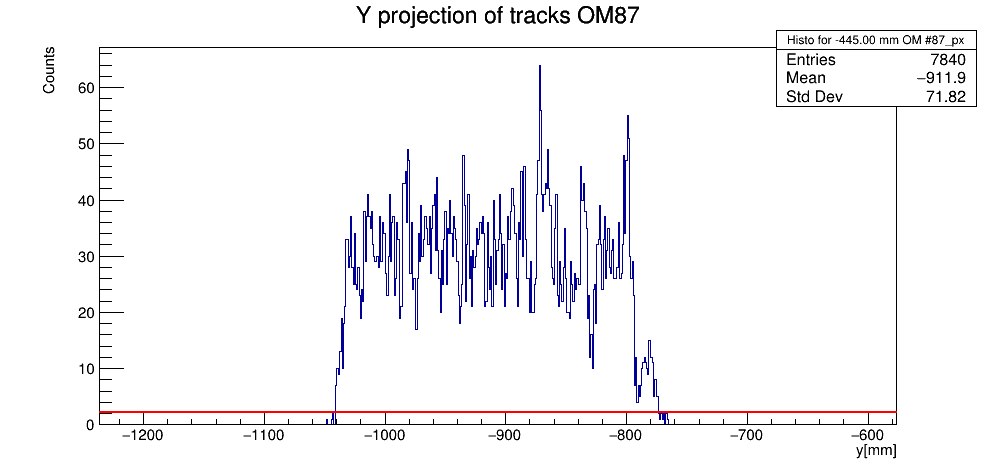 Y projection of tracks OM87
Histo for -445.00 mm OM #87_px
Entries 7840
Mean −911.9
Std Dev 71.82
Counts
60
50
40
30
20
10
0
−1200 −1100 −1000 −900 −800 −700 −600
y[mm]